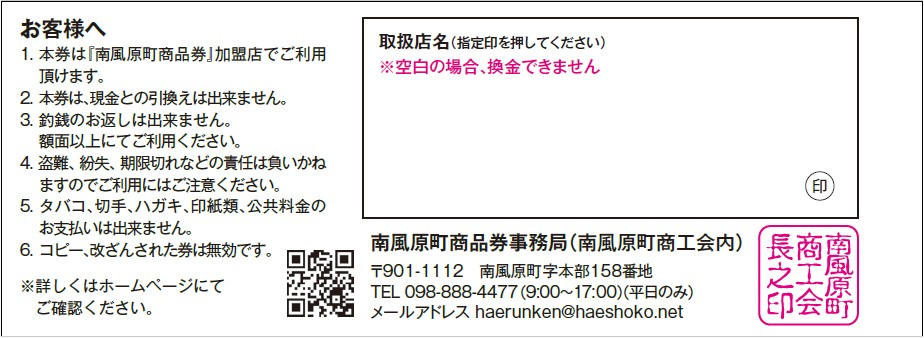 お客様へ
1. 本券は『南風原町商品券』加盟店でご利用
頂けます。
2. 本券は、現金との引換えは出来ません。
3. 釣銭のお返しは出来ません。
額面以上にてご利用ください。
4. 盗難、紛失、期限切れなどの責任は負いかね
ますのでご利用にはご注意ください。
5. タバコ、切手、ハガキ、印紙類、公共料金の
お支払いは出来ません。
6. コピー、改ざんされた券は無効です。
※詳しくはホームページにて
ご確認ください。
取扱店名(指定印を押してください)
※空白の場合、換金できません
印
南風原町商品券事務局(南風原町商工会内)
〒901-1112 南風原町字本部158番地
TEL 098-888-4477(9:00〜17:00)(平日のみ)
メールアドレス haerunken@haeshoko.net
南風原町
商工会
長之印